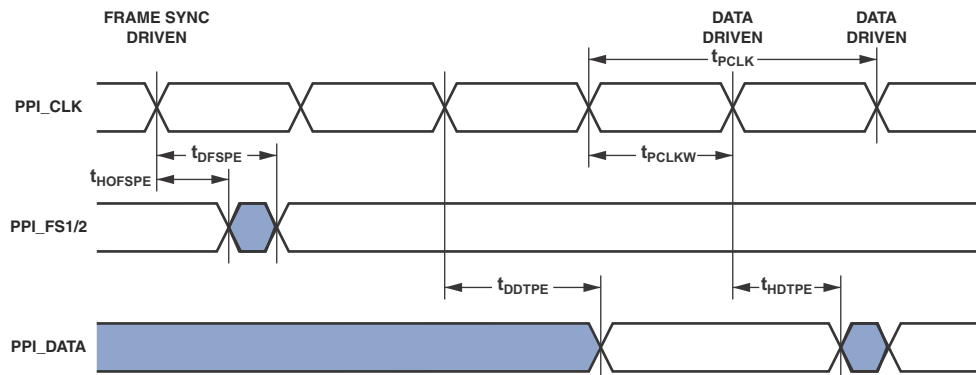 FRAME SYNC
DRIVEN
DATA
DRIVEN
DATA
DRIVEN
tPCLK
PPI_CLK
tDFSPE
tPCLKW
tHOFSPE
PPI_FS1/2
tDDTPE
tHDTPE
PPI_DATA